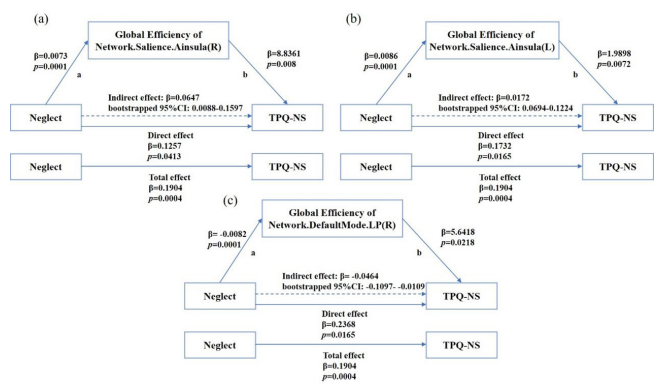 (a)
Global Efficiency of
Network.Salience.Ainsula(R)
β=0.0073
p=0.0001
a
β=8.8361
p=0.008
b
Indirect effect: β=0.0647
bootstrapped 95%CI: 0.0088-0.1597
Neglect
TPQ-NS
Direct effect
β=0.1257
p=0.0413
Neglect
TPQ-NS
Total effect
β=0.1904
p=0.0004
(b)
Global Efficiency of
Network.Salience.Ainsula(L)
β=0.0086
p=0.0001
a
β=1.9898
p=0.0072
b
Indirect effect: β=0.0172
bootstrapped 95%CI: 0.0694-0.1224
Neglect
TPQ-NS
Direct effect
β=0.1732
p=0.0165
Neglect
TPQ-NS
Total effect
β=0.1904
p=0.0004
(c)
Global Efficiency of
Network.DefaultMode.LP(R)
β= -0.0082
p=0.0001
a
β=5.6418
p=0.0218
b
Indirect effect: β= -0.0464
bootstrapped 95%CI: -0.1097- -0.0109
Neglect
TPQ-NS
Direct effect
β=0.2368
p=0.0165
Neglect
TPQ-NS
Total effect
β=0.1904
p=0.0004